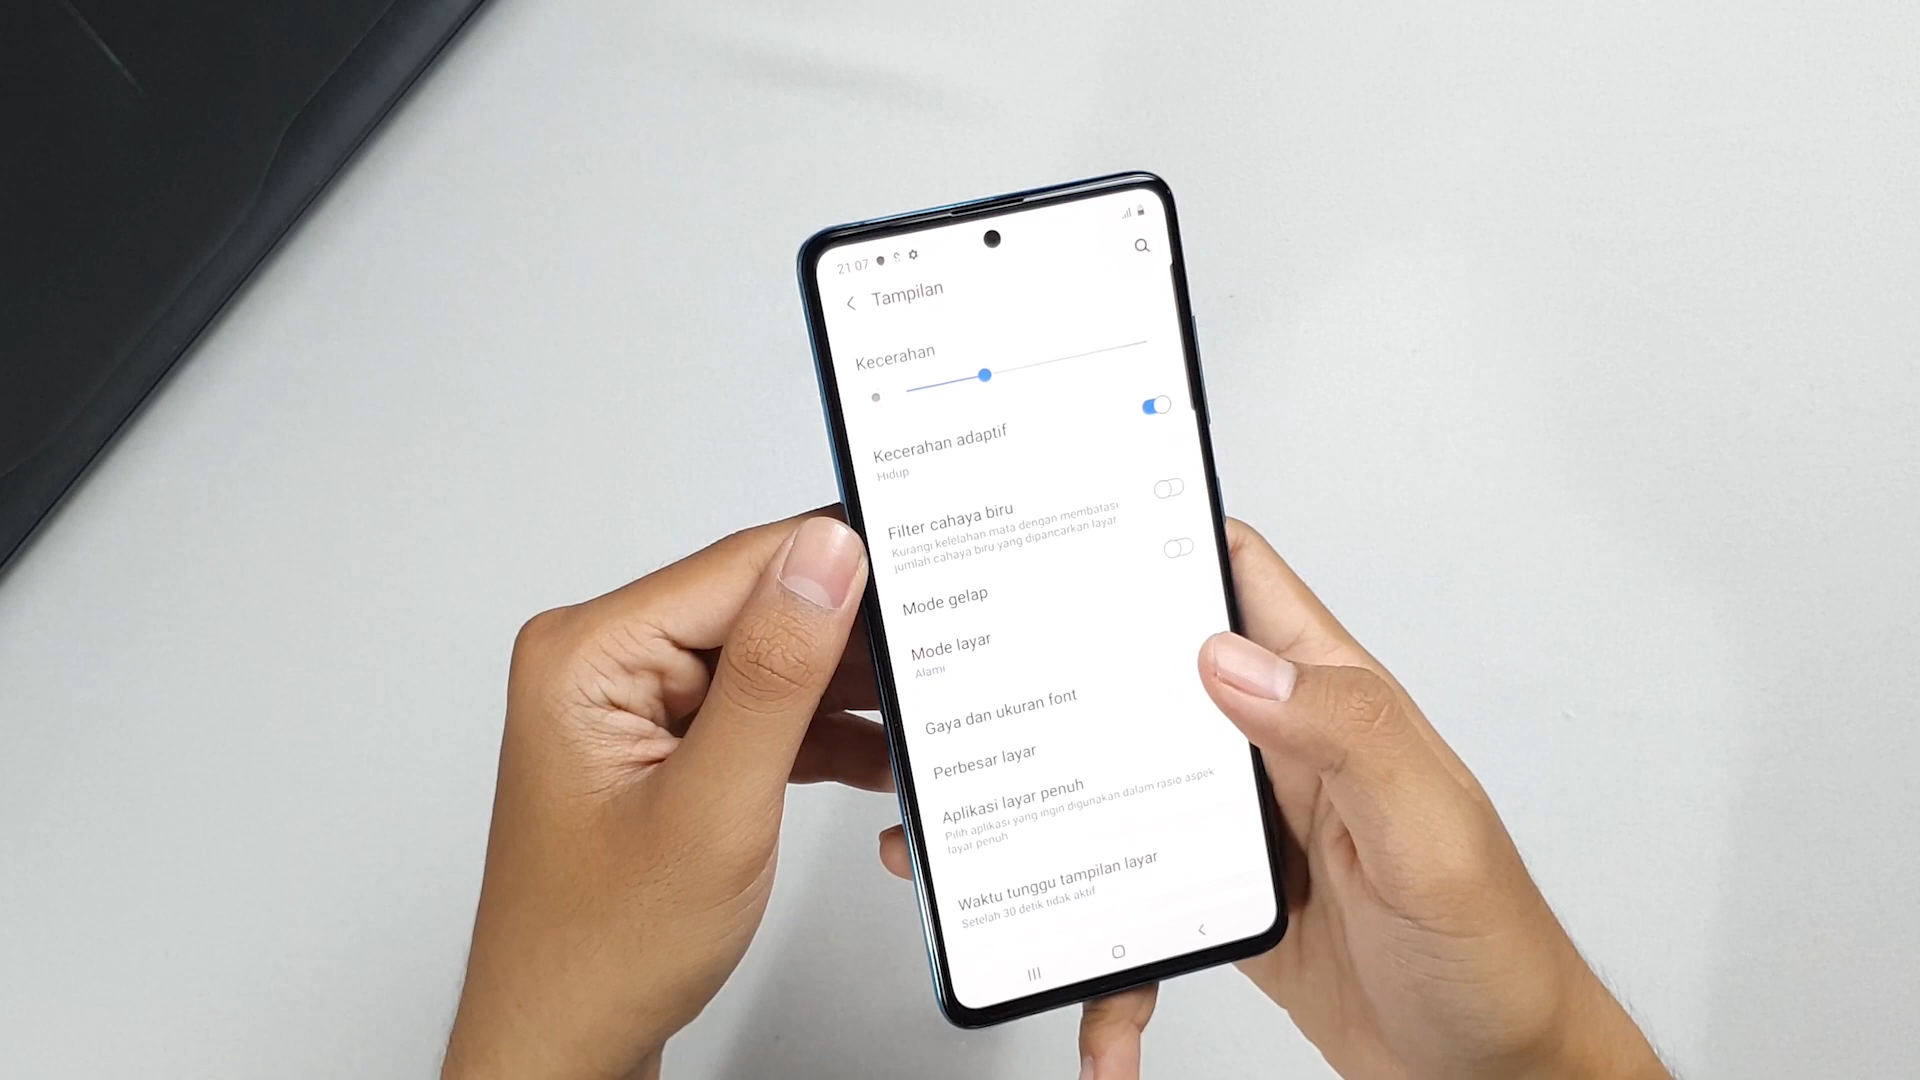 21:07
Tampilan
Kecerahan
Kecerahan adaptif
Hidup
Filter cahaya biru
Kurangi kelelahan mata dengan membatasi
jumlah cahaya biru yang dipancarkan layar
Mode gelap
Mode layar
Alami
Gaya dan ukuran font
Perbesar layar
Aplikasi layar penuh
Pilih aplikasi yang ingin digunakan dalam rasio aspek
layar penuh
Waktu tunggu tampilan layar
Setelah 30 detik tidak aktif